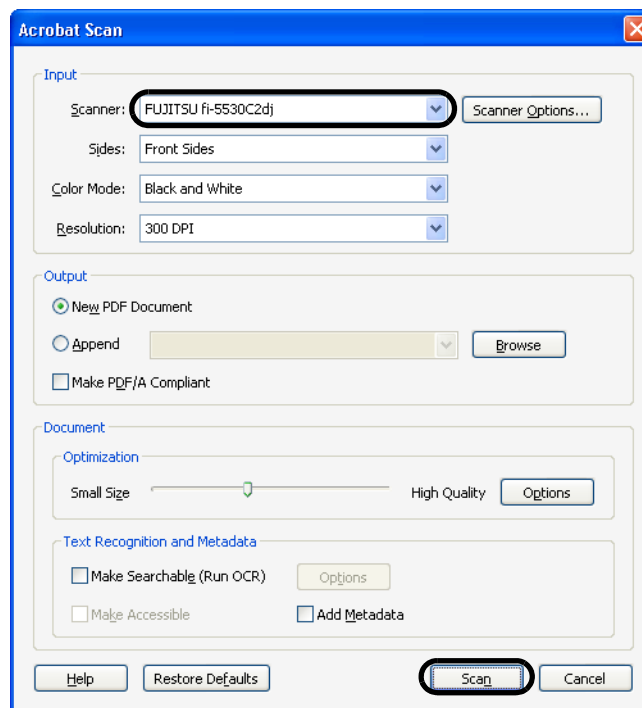 Acrobat Scan
Input
Scanner: FUJITSU fi-5530C2dj Scanner Options...
Sides: Front Sides
Color Mode: Black and White
Resolution: 300 DPI
Output
New PDF Document
Append Browse
Make PDF/A Compliant
Document
Optimization
Small Size High Quality Options
Text Recognition and Metadata
Make Searchable (Run OCR) Options
Make Accessible Add Metadata
Help Restore Defaults Scan Cancel